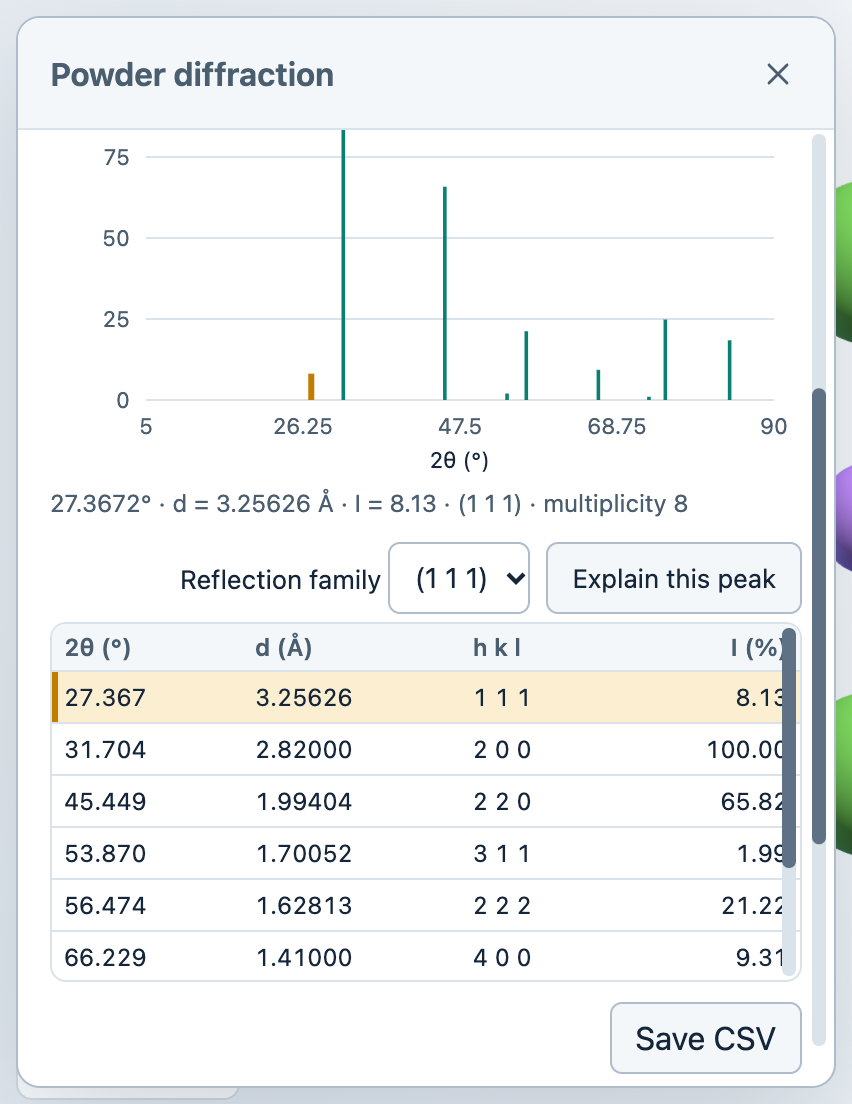 Powder diffraction
75
50
25
0
5 26.25 47.5 68.75 90
2θ (°)
27.3672° · d = 3.25626 Å · I = 8.13 · (1 1 1) · multiplicity 8
Reflection family (1 1 1) Explain this peak
2θ (°) d (Å) h k l I (%)
27.367 3.25626 1 1 1 8.13
31.704 2.82000 2 0 0 100.00
45.449 1.99404 2 2 0 65.82
53.870 1.70052 3 1 1 1.99
56.474 1.62813 2 2 2 21.22
66.229 1.41000 4 0 0 9.31
Save CSV